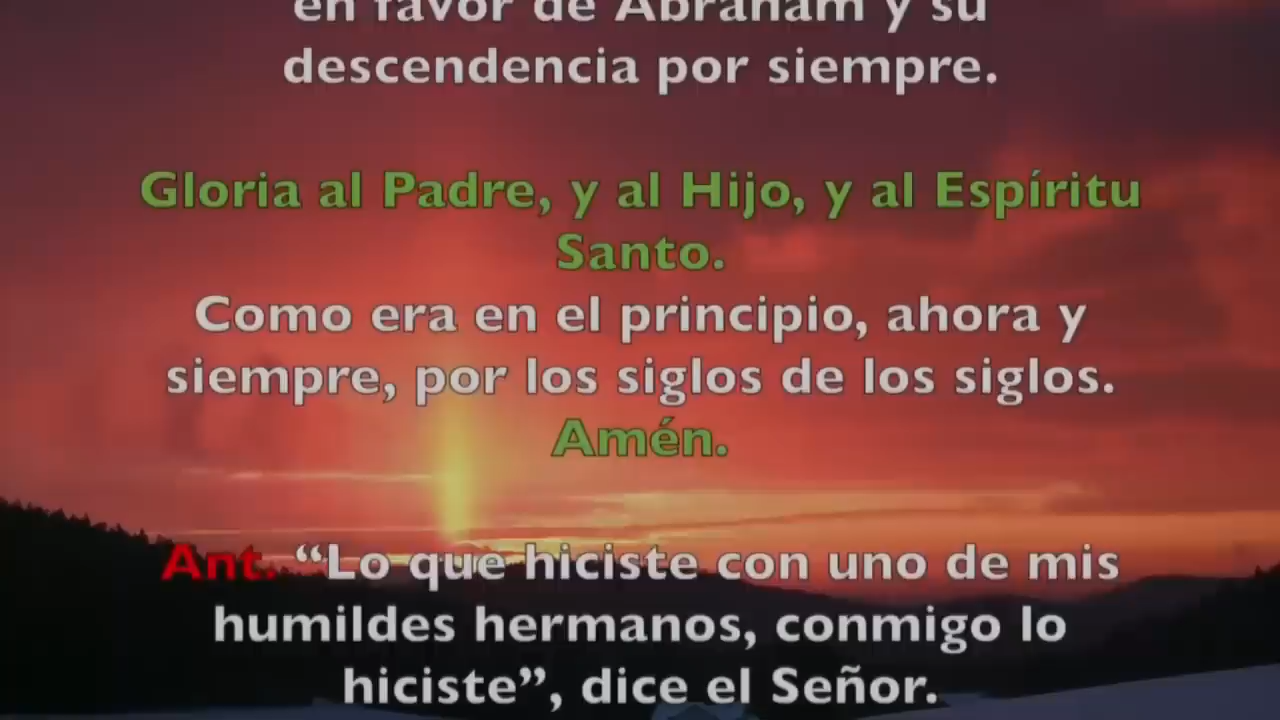 en favor de Abraham y su
descendencia por siempre.
Gloria al Padre, y al Hijo, y al Espíritu
Santo.
Como era en el principio, ahora y
siempre, por los siglos de los siglos.
Amén.
Ant. “Lo que hiciste con uno de mis
humildes hermanos, conmigo lo
hiciste”, dice el Señor.